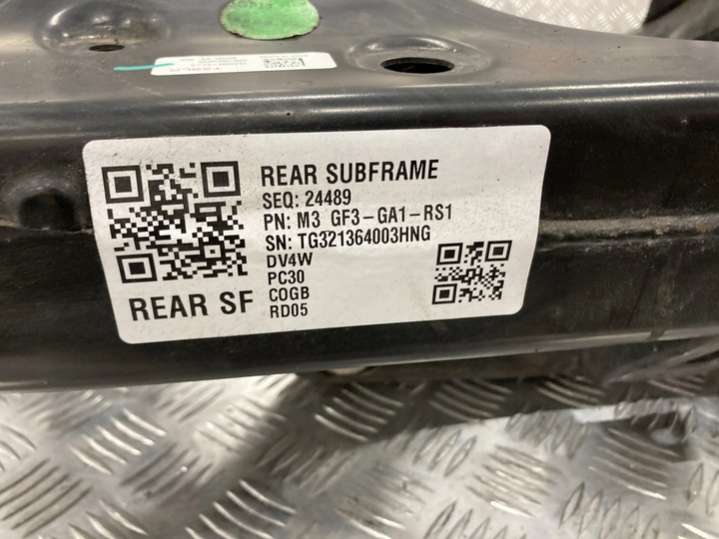 REAR SUBFRAME
SEQ: 24489
PN: M3 GF3-GA1-RS1
SN: TG321364003HNG
DV4W
PC30
COGB
RD05
REAR SF